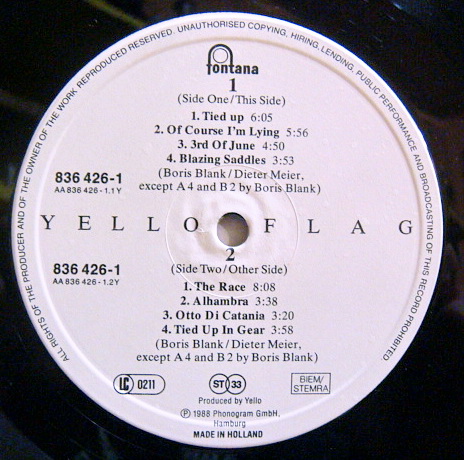 ALL RIGHTS OF THE PRODUCER AND OF THE OWNER OF THE WORK REPRODUCED RESERVED. UNAUTHORISED COPYING, HIRING, LENDING, PUBLIC PERFORMANCE AND BROADCASTING OF THIS RECORD PROHIBITED
fontana
1
(Side One/This Side)
1. Tied up 6:05
2. Of Course I'm Lying 5:56
3. 3rd Of June 4:50
4. Blazing Saddles 3:53
(Boris Blank/Dieter Meier,
except A 4 and B 2 by Boris Blank)
836 426-1
AA 836 426-1.1Y
YELLO FLAG
2
(Side Two/Other Side)
836 426-1
AA 836 426-1.2Y
1. The Race 8:08
2. Alhambra 3:38
3. Otto Di Catania 3:20
4. Tied Up In Gear 3:58
(Boris Blank/Dieter Meier,
except A 4 and B 2 by Boris Blank)
LC 0211
ST 33
BIEM/
STEMRA
Produced by Yello
℗ 1988 Phonogram GmbH,
Hamburg
MADE IN HOLLAND